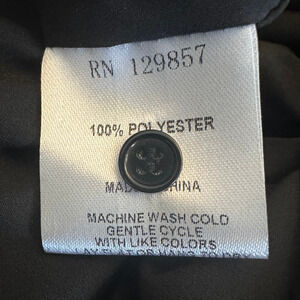 RN 129857
100% POLYESTER
MACHINE WASH COLD
GENTLE CYCLE
WITH LIKE COLORS